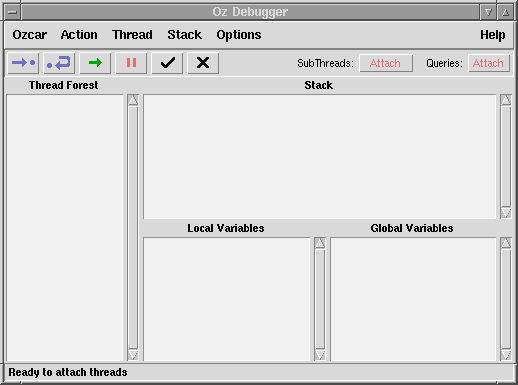 Oz Debugger
Ozcar Action Thread Stack Options Help
SubThreads: Attach Queries: Attach
Thread Forest Stack
Local Variables Global Variables
Ready to attach threads